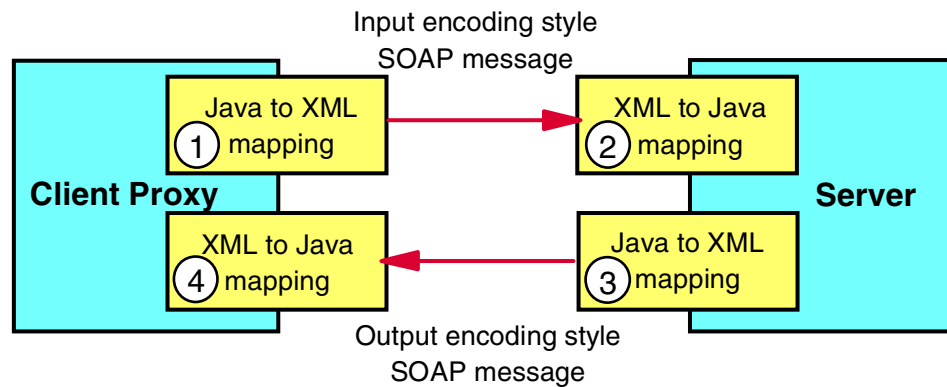 Input encoding style
SOAP message
Java to XML
1 mapping
XML to Java
2 mapping
Client Proxy
Server
XML to Java
4 mapping
Java to XML
3 mapping
Output encoding style
SOAP message